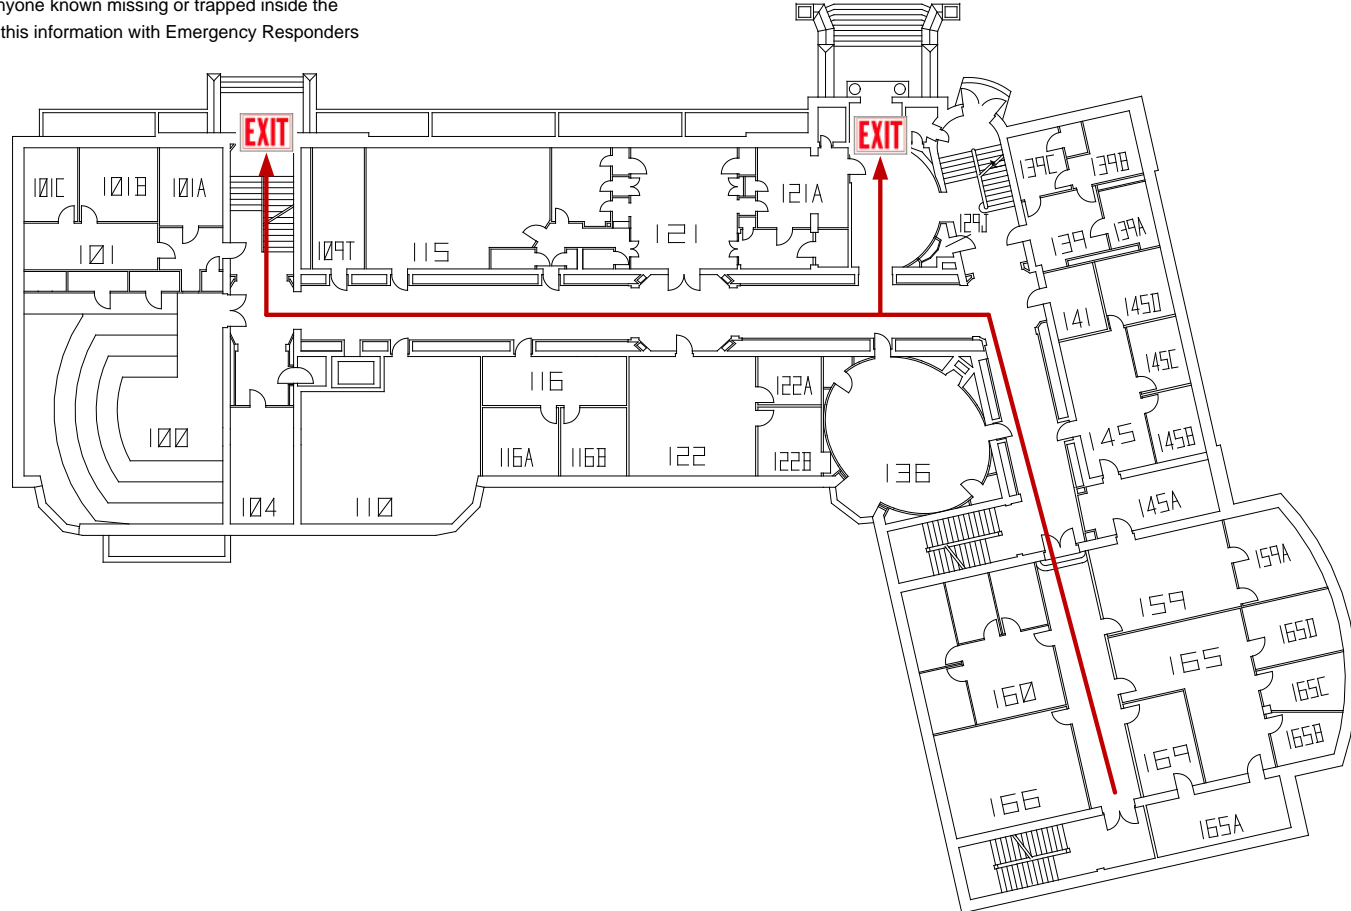 nyone known missing or trapped inside the
this information with Emergency Responders
EXIT
EXIT
101C
101B
101A
101
109T
115
121
121A
129J
139C
139B
139
139A
141
145D
145C
145
145B
145A
100
104
110
116
116A
116B
122
122A
122B
136
159
159A
160
165
165D
165C
165B
166
169
165A